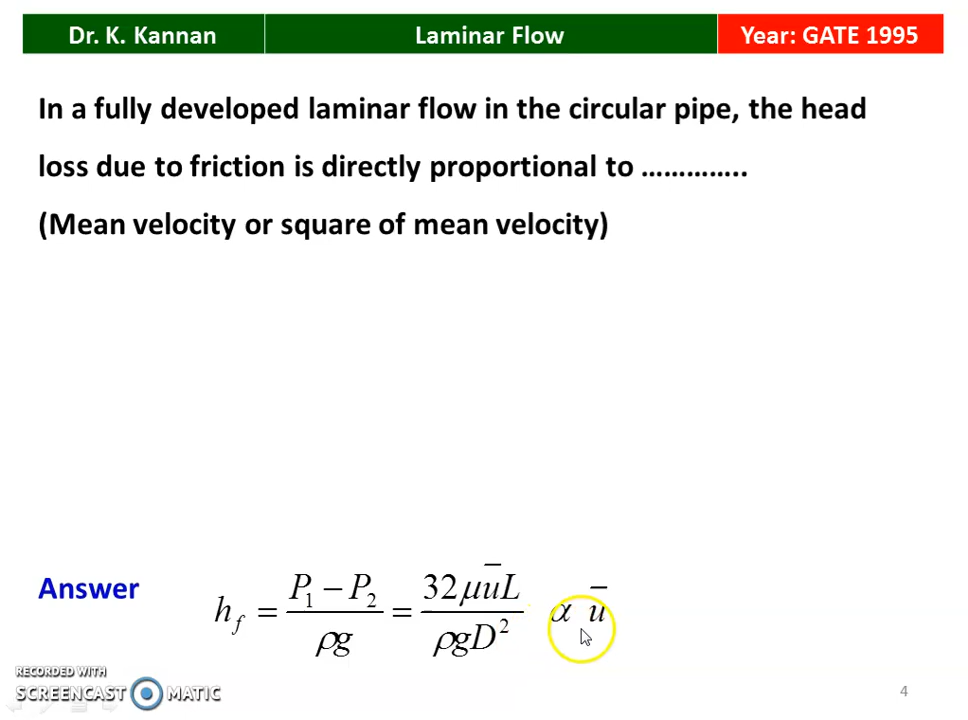 Dr. K. Kannan
Laminar Flow
Year: GATE 1995
In a fully developed laminar flow in the circular pipe, the head
loss due to friction is directly proportional to …………..
(Mean velocity or square of mean velocity)
Answer
h_f = (P₁ − P₂)/(ρg) = (32μūL)/(ρgD²) α ū
RECORDED WITH
SCREENCAST MATIC
4